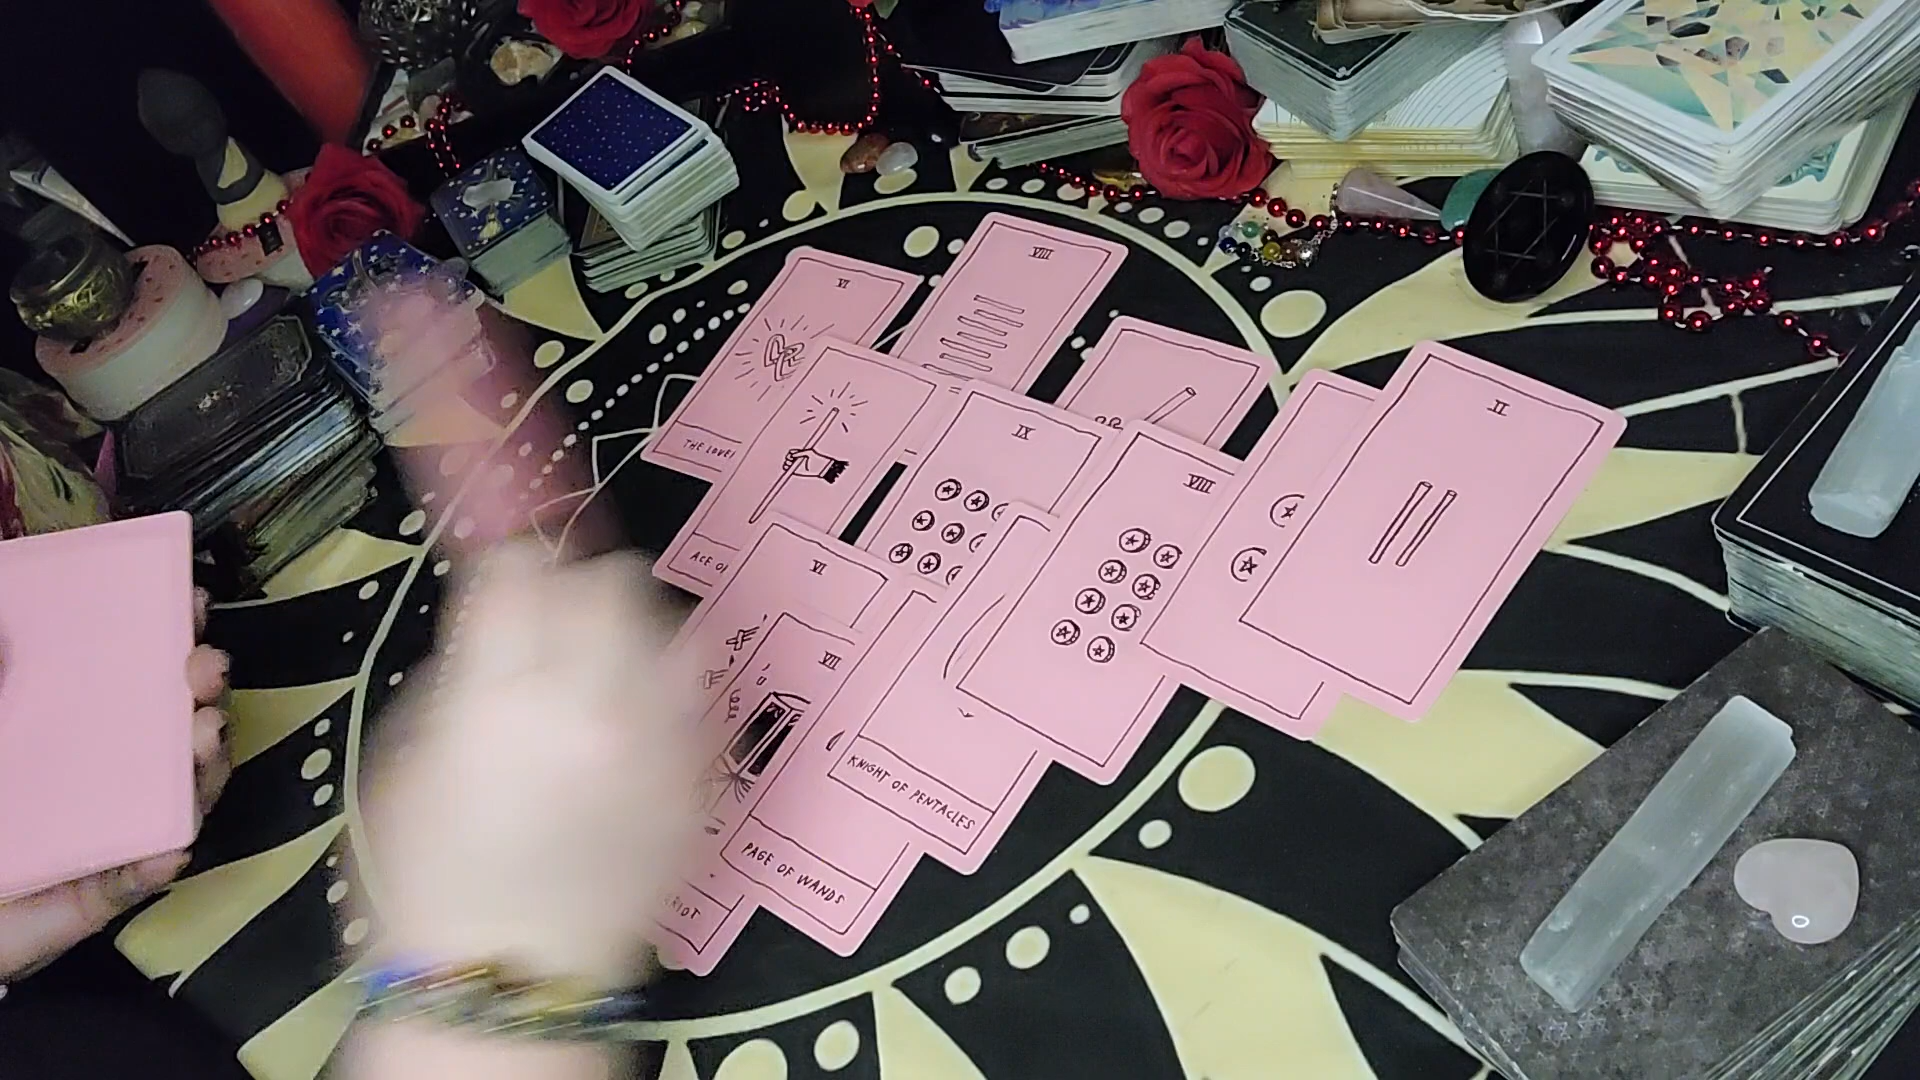 VI
VIII
THE LOVE
ACE O
IX
VIII
II
VI
VII
KNIGHT OF PENTACLES
PAGE OF WANDS
RIOT